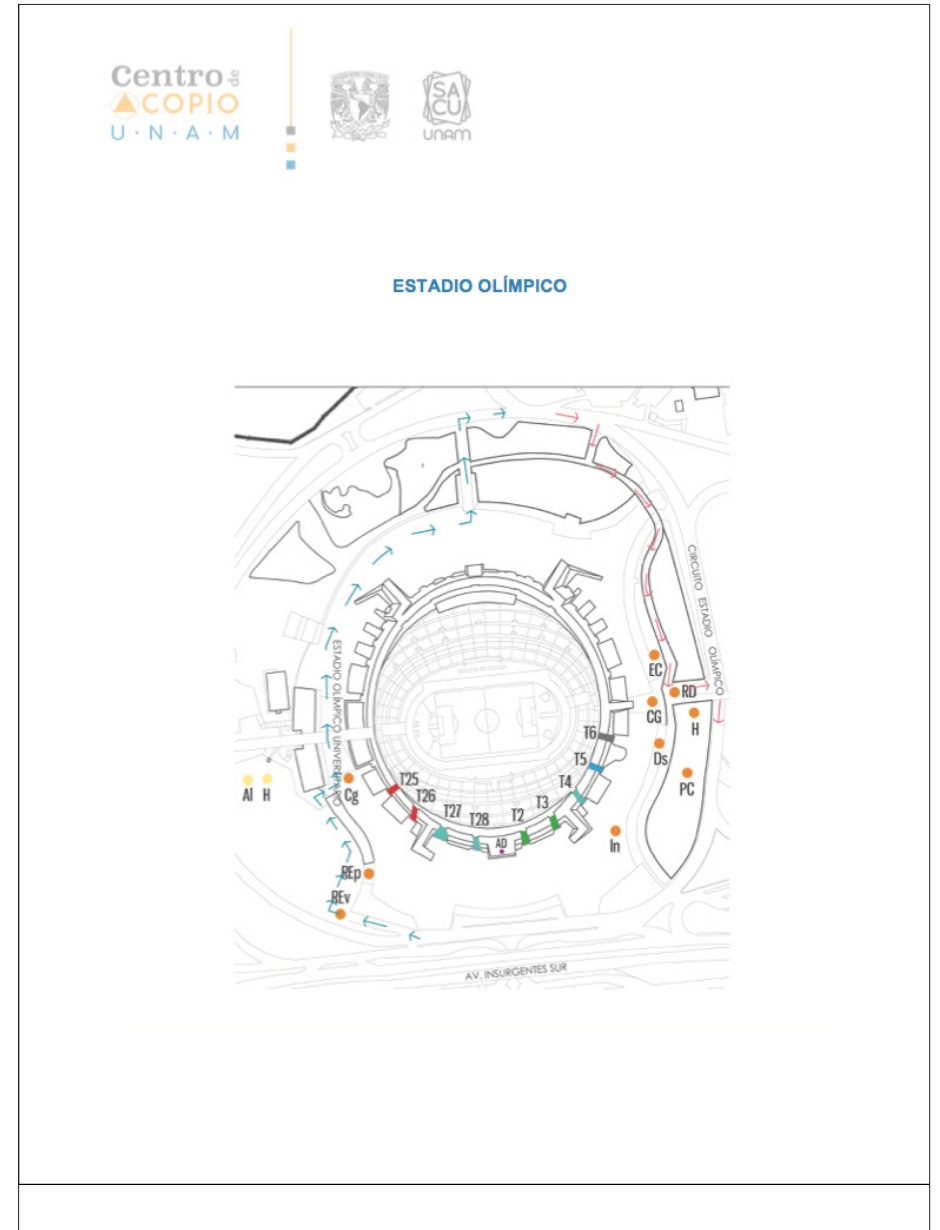 Centro de
ACOPIO
U·N·A·M
SA
CU
UNAM
ESTADIO OLÍMPICO
CIRCUITO ESTADIO OLÍMPICO
ESTADIO OLÍMPICO UNIVERSITARIO
EC
RD
CG
H
T6
Ds
T5
PC
T4
T25
AI H
Cg
T26
T27
T3
T28
T2
AD
In
REp
REv
AV. INSURGENTES SUR